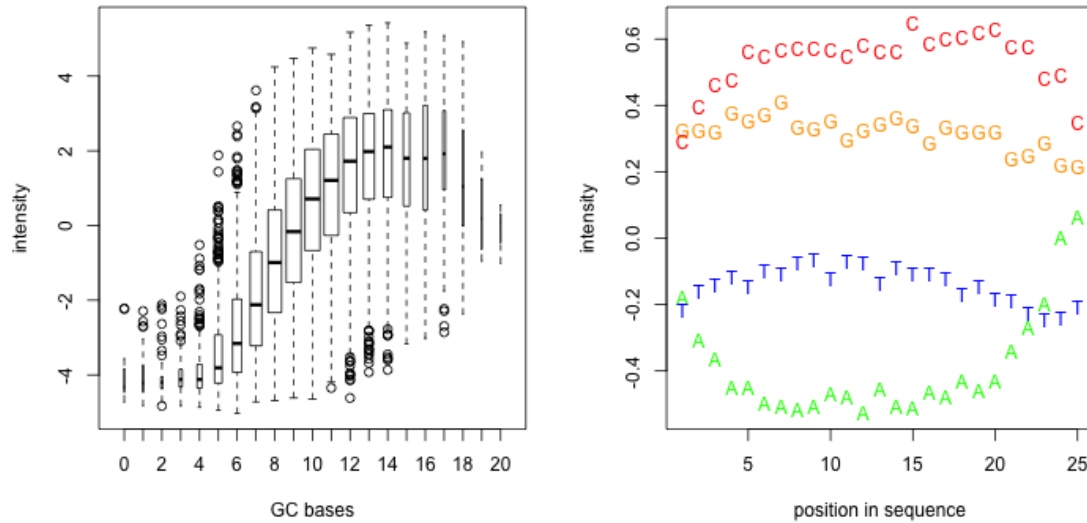 intensity
4
2
0
-2
-4
0 2 4 6 8 10 12 14 16 18 20
GC bases
intensity
0.6
0.4
0.2
0.0
-0.2
-0.4
C C C C C C C C C C C C C C C C C C C C C C C C C
G G G G G G G G G G G G G G G G G G G G G G G G G
T T T T T T T T T T T T T T T T T T T T T T T T T
A A A A A A A A A A A A A A A A A A A A A A A A A
5 10 15 20 25
position in sequence